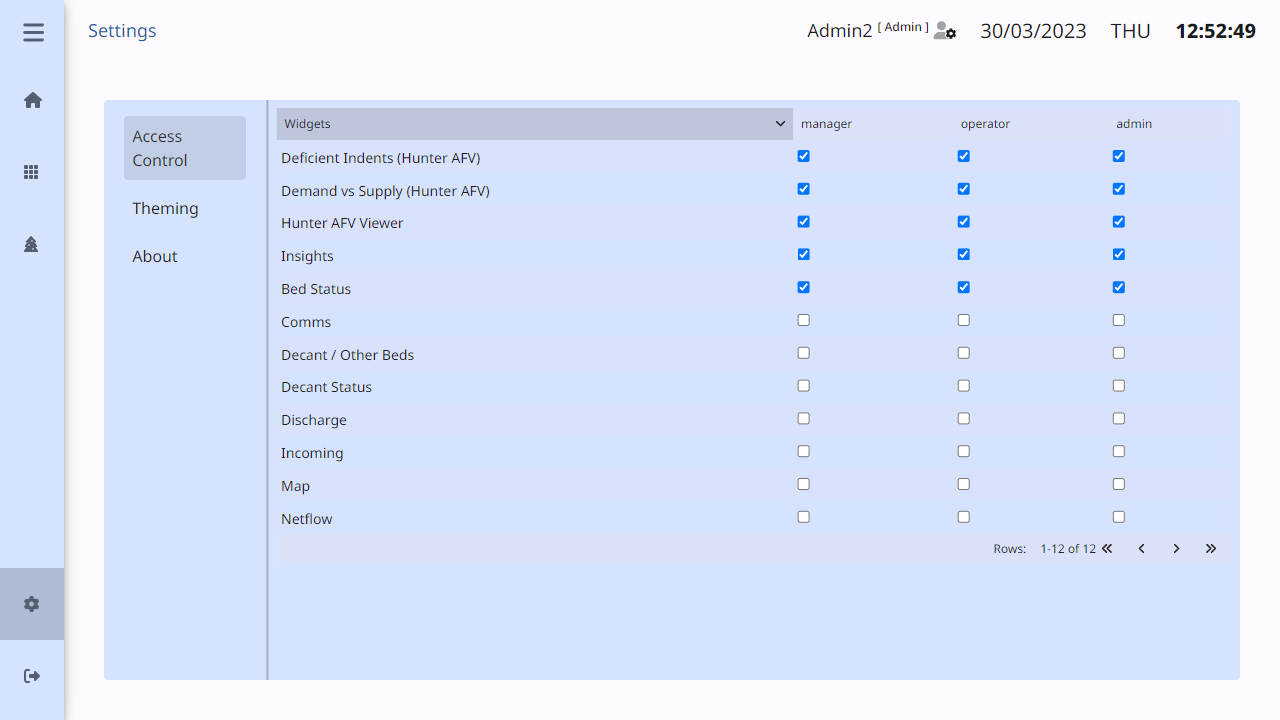 Settings
Admin2 [ Admin ]
30/03/2023
THU
12:52:49
Access
Control
Theming
About
Widgets manager operator admin
Deficient Indents (Hunter AFV)
Demand vs Supply (Hunter AFV)
Hunter AFV Viewer
Insights
Bed Status
Comms
Decant / Other Beds
Decant Status
Discharge
Incoming
Map
Netflow
Rows: 1-12 of 12